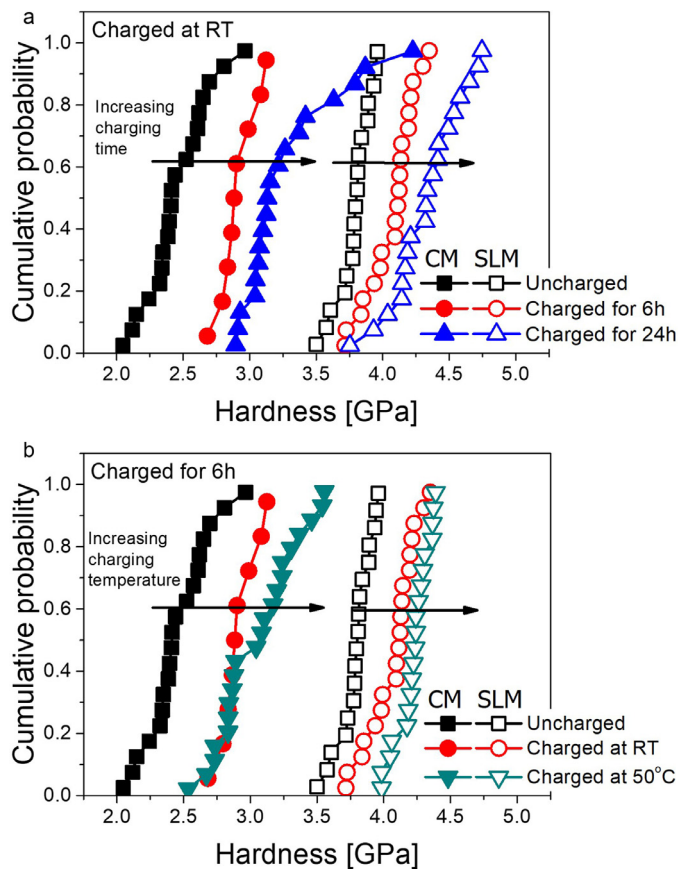 a
Charged at RT
Increasing
charging
time
Cumulative probability
1.0
0.8
0.6
0.4
0.2
0.0
CM SLM
Uncharged
Charged for 6h
Charged for 24h
2.0 2.5 3.0 3.5 4.0 4.5 5.0
Hardness [GPa]
b
Charged for 6h
Increasing
charging
temperature
Cumulative probability
1.0
0.8
0.6
0.4
0.2
0.0
CM SLM
Uncharged
Charged at RT
Charged at 50°C
2.0 2.5 3.0 3.5 4.0 4.5 5.0
Hardness [GPa]